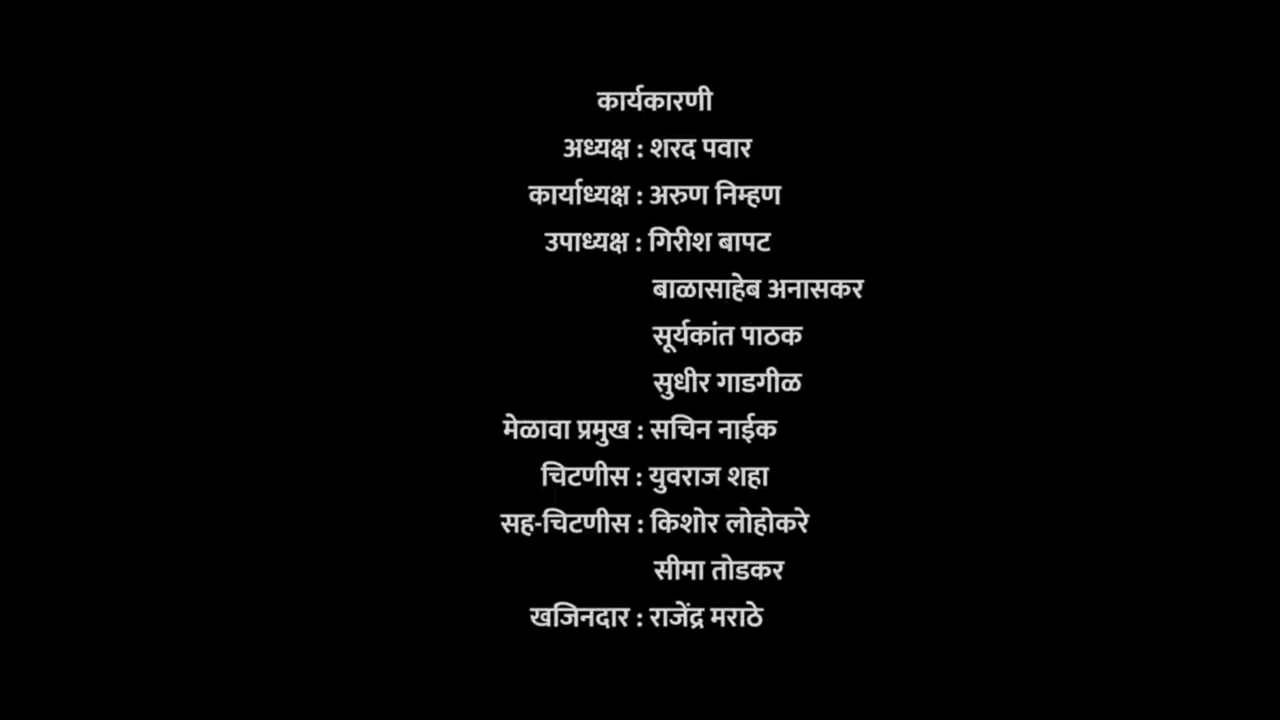 कार्यकारणी
अध्यक्ष : शरद पवार
कार्याध्यक्ष : अरुण निम्हण
उपाध्यक्ष : गिरीश बापट
बाळासाहेब अनासकर
सूर्यकांत पाठक
सुधीर गाडगीळ
मेळावा प्रमुख : सचिन नाईक
चिटणीस : युवराज शहा
सह-चिटणीस : किशोर लोहोकरे
सीमा तोडकर
खजिनदार : राजेंद्र मराठे